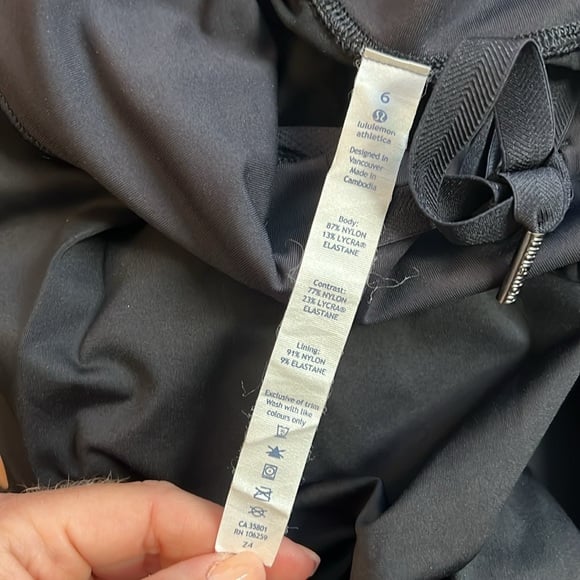 6
lululemon
athletica
Designed in
Vancouver
Made in
Cambodia
Body:
87% NYLON
13% LYCRA®
ELASTANE
Contrast:
77% NYLON
23% LYCRA®
ELASTANE
Lining:
91% NYLON
9% ELASTANE
Exclusive of trim
Wash with like
colours only
CA 35801
RN 106259
24